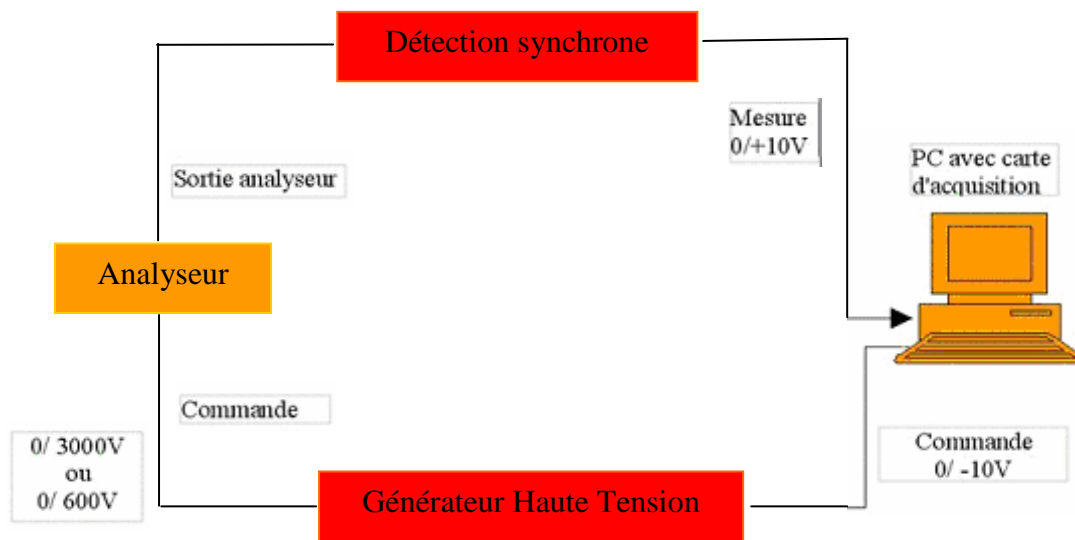 Détection synchrone
Mesure
0/+10V
PC avec carte
d'acquisition
Sortie analyseur
Analyseur
Commande
0/ 3000V
ou
0/ 600V
Commande
0/ -10V
Générateur Haute Tension